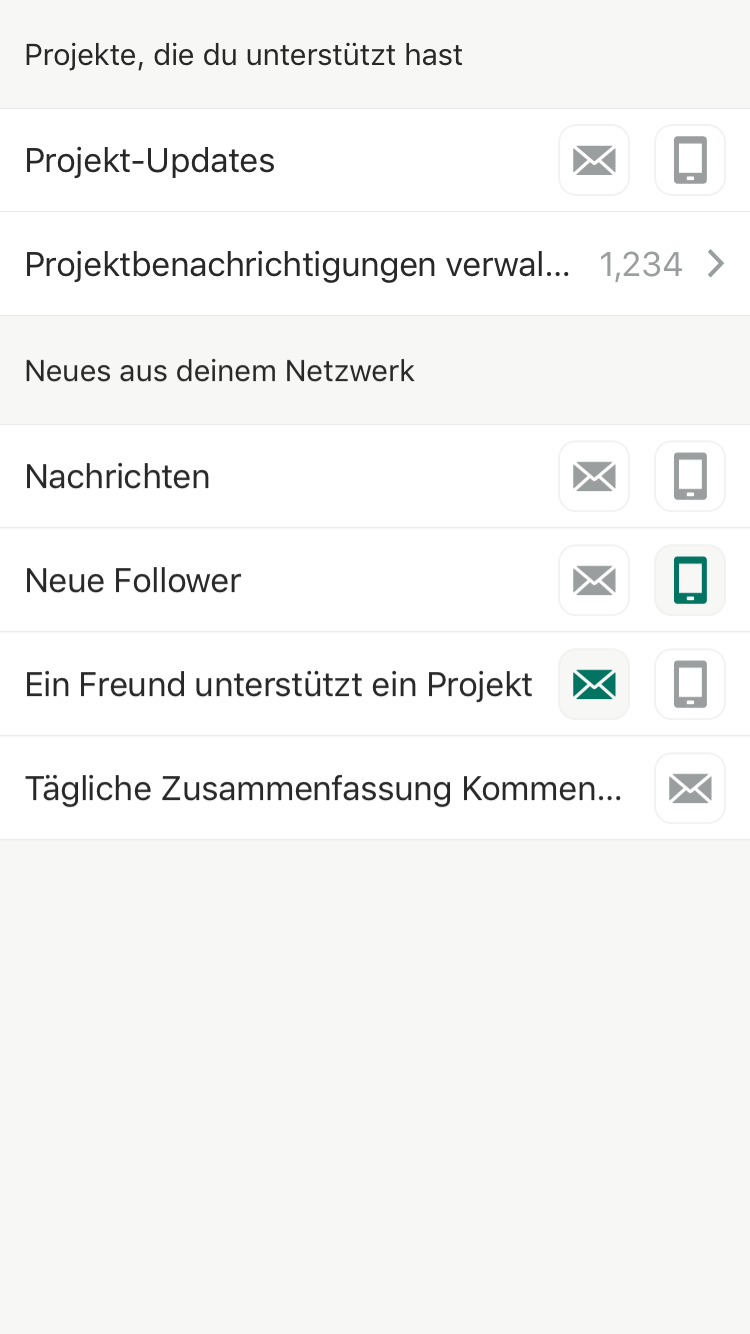 Projekte, die du unterstützt hast
Projekt-Updates
Projektbenachrichtigungen verwal... 1,234
Neues aus deinem Netzwerk
Nachrichten
Neue Follower
Ein Freund unterstützt ein Projekt
Tägliche Zusammenfassung Kommen...